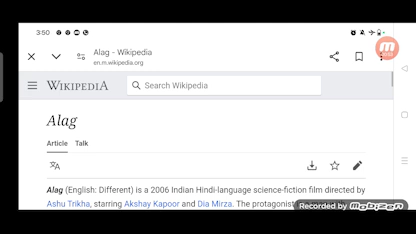 3:50
Alag - Wikipedia
en.m.wikipedia.org
WIKIPEDIA
Search Wikipedia
Alag
Article Talk
Alag (English: Different) is a 2006 Indian Hindi-language science-fiction film directed by
Ashu Trikha, starring Akshay Kapoor and Dia Mirza. The protagonist
Recorded by Mobizen